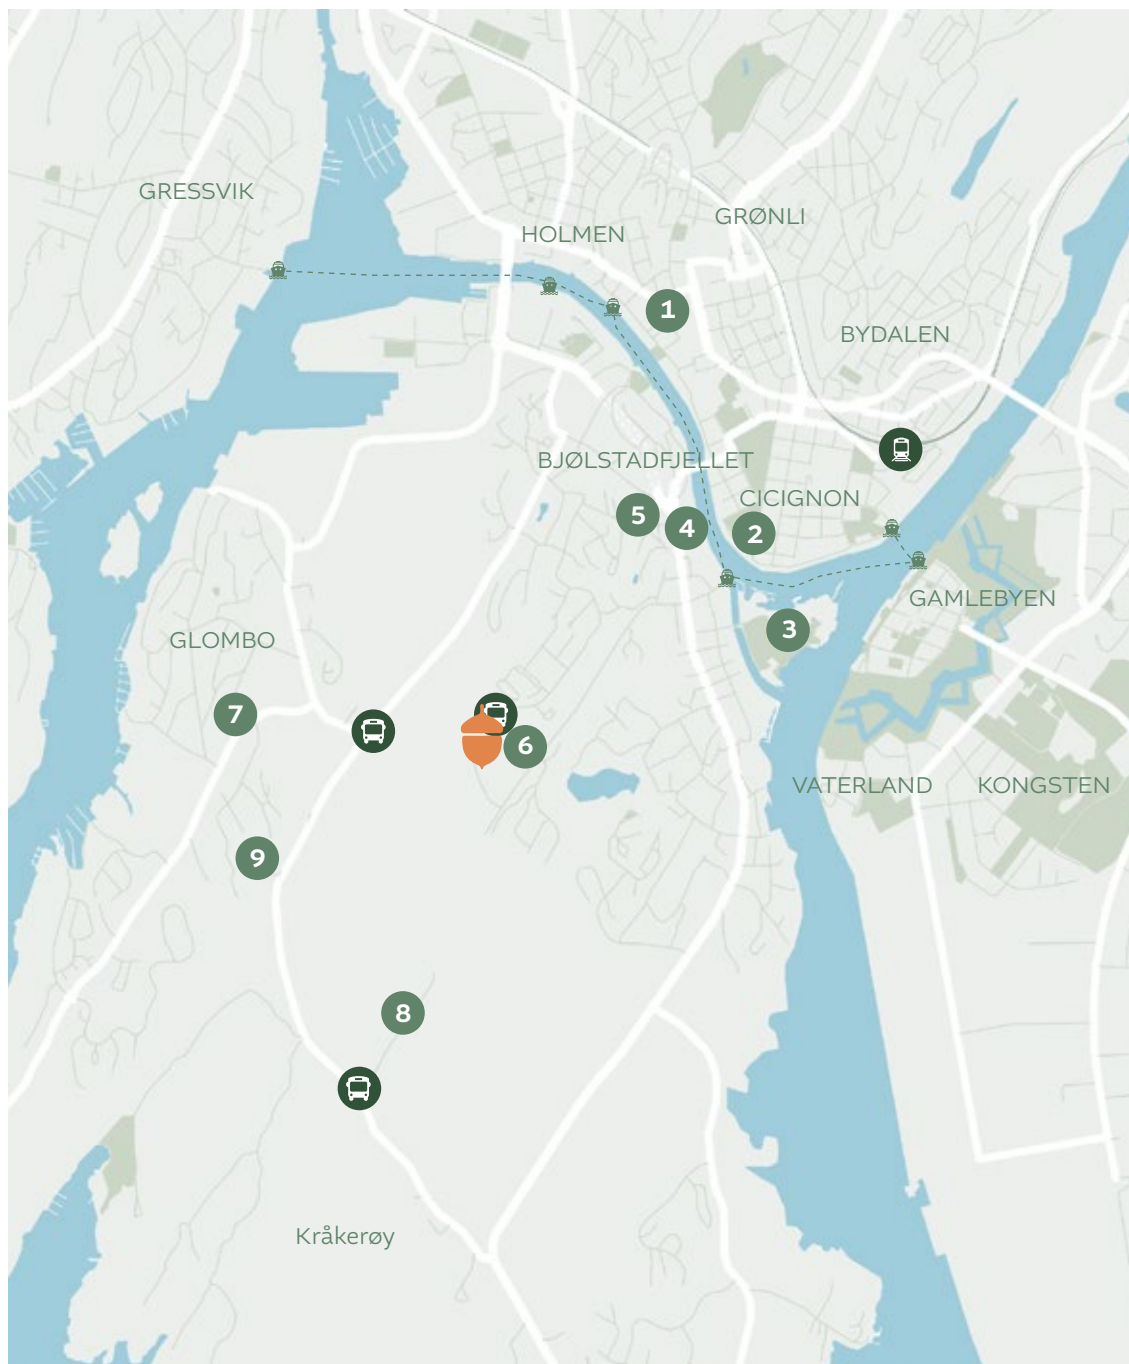 GRESSVIK
GRØNLI
HOLMEN
1
BYDALEN
BJØLSTADFJELLET
CICIGNON
5
4
2
GAMLEBYEN
3
GLOMBO
7
6
VATERLAND
KONGSTEN
9
8
Kråkerøy